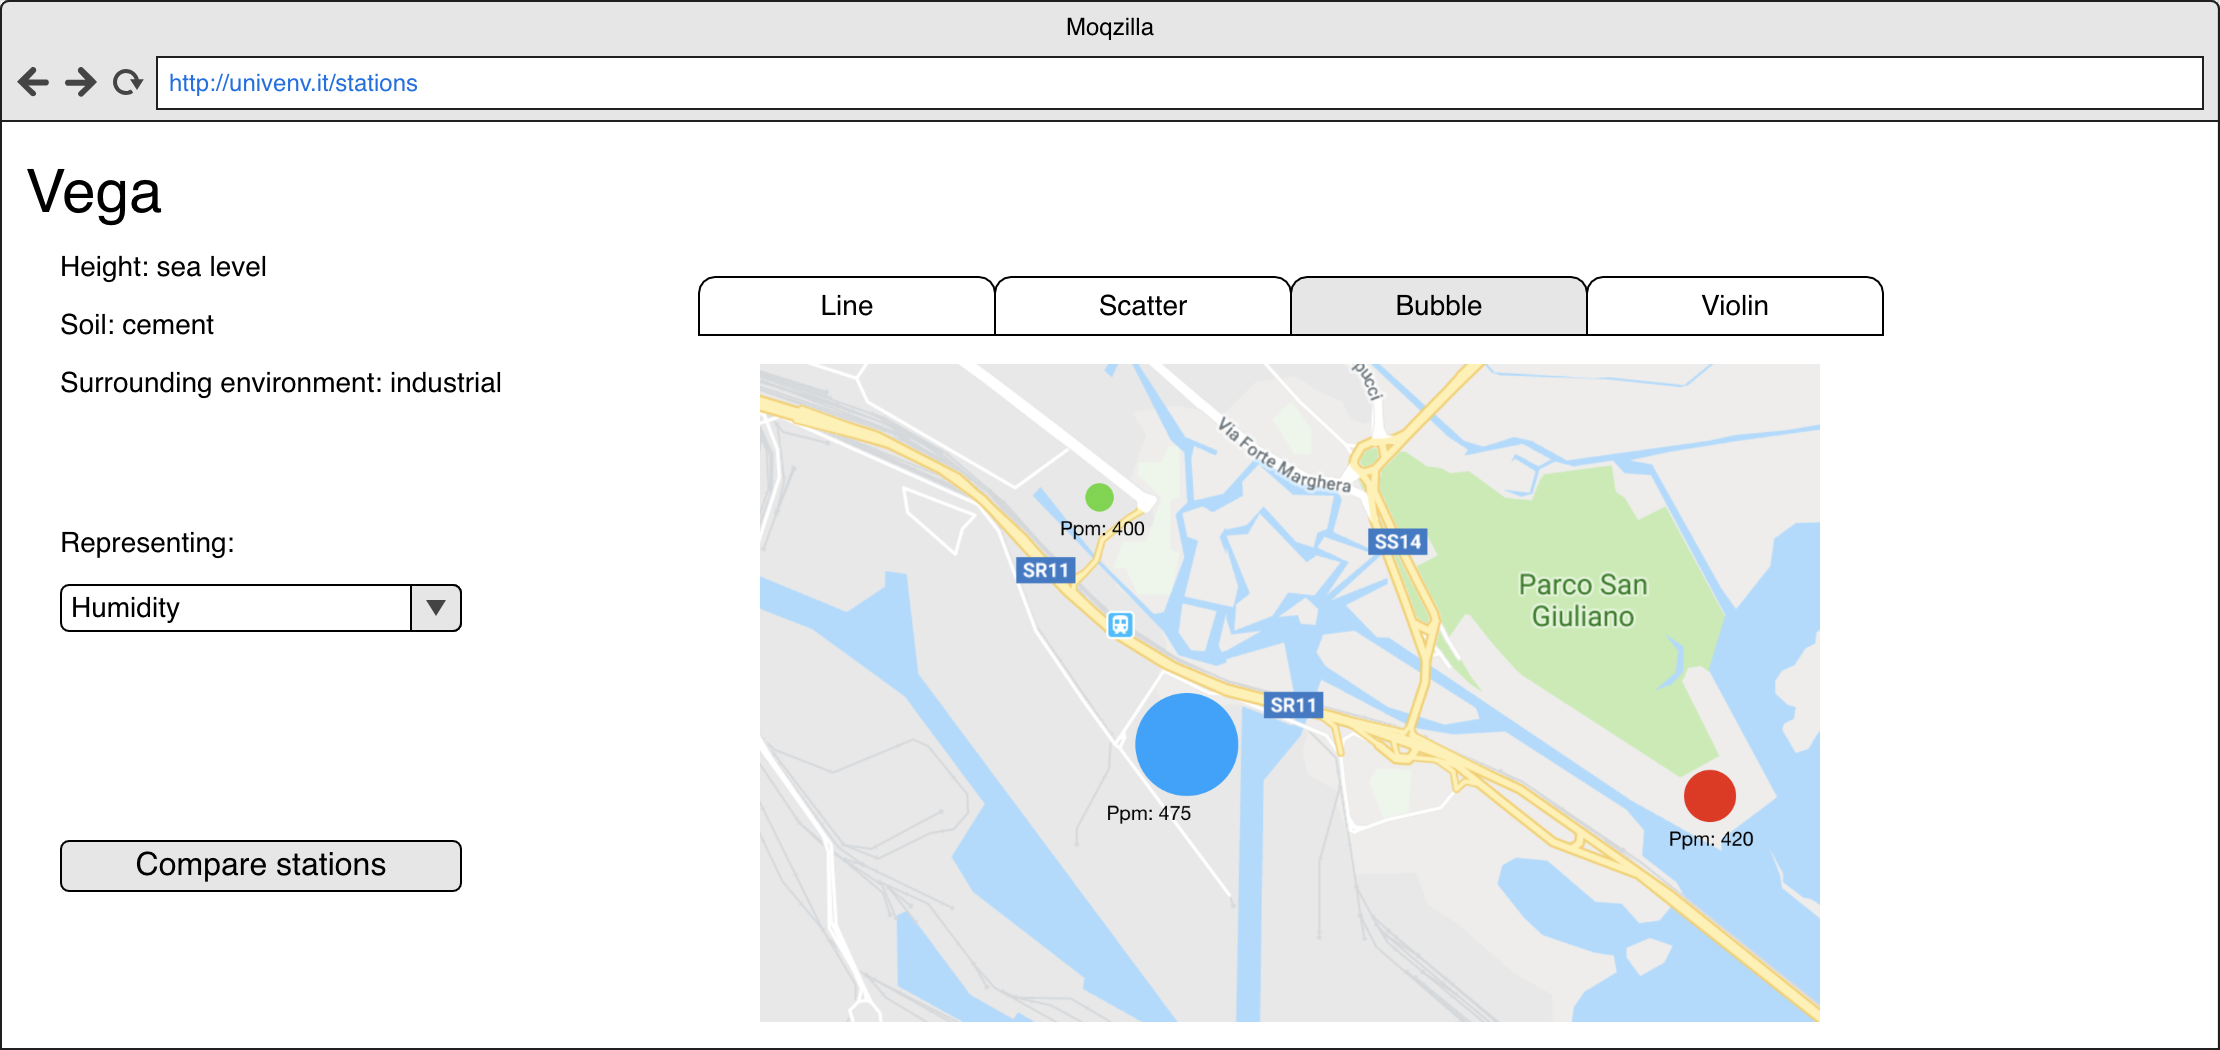 Moqzilla
http://univenv.it/stations
Vega
Height: sea level
Soil: cement
Surrounding environment: industrial
Representing:
Humidity
Compare stations
Line
Scatter
Bubble
Violin
pucci
Via Forte Marghera
Ppm: 400
SR11
SS14
Parco San
Giuliano
SR11
Ppm: 475
Ppm: 420